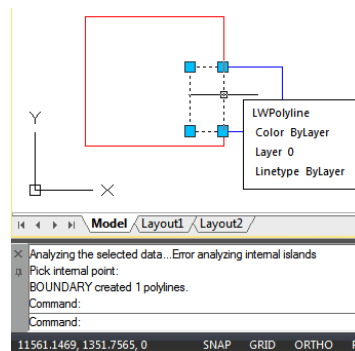 LWPolyline
Color ByLayer
Layer 0
Linetype ByLayer
Y
X
Model Layout1 Layout2
Analyzing the selected data...Error analyzing internal islands
Pick internal point:
BOUNDARY created 1 polylines.
Command:
Command:
11561.1469, 1351.7565, 0 SNAP GRID ORTHO